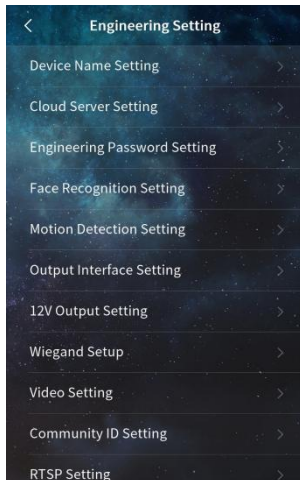 Engineering Setting
Device Name Setting
Cloud Server Setting
Engineering Password Setting
Face Recognition Setting
Motion Detection Setting
Output Interface Setting
12V Output Setting
Wiegand Setup
Video Setting
Community ID Setting
RTSP Setting